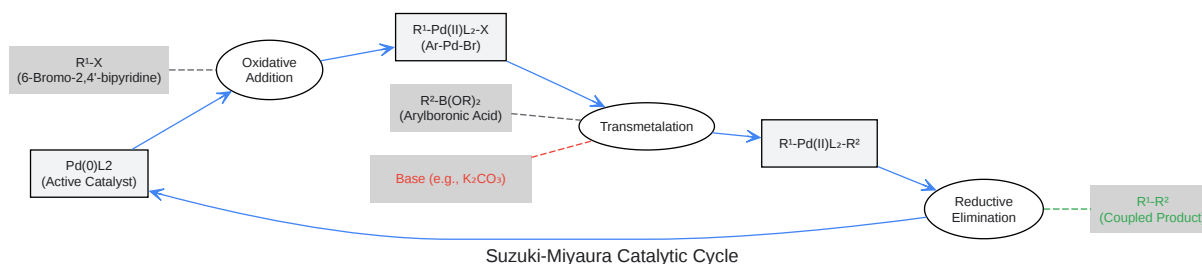 R¹-X
(6-Bromo-2,4'-bipyridine)
Oxidative
Addition
R¹-Pd(II)L₂-X
(Ar-Pd-Br)
R²-B(OR)₂
(Arylboronic Acid)
Transmetalation
Base (e.g., K₂CO₃)
R¹-Pd(II)L₂-R²
Pd(0)L2
(Active Catalyst)
Reductive
Elimination
R¹-R²
(Coupled Product
Suzuki-Miyaura Catalytic Cycle